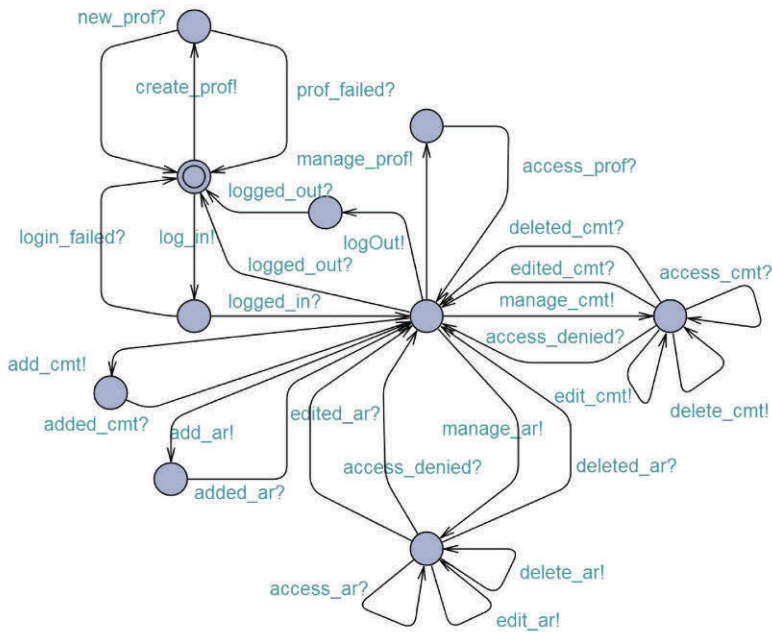 new_prof?
create_prof!
prof_failed?
manage_prof!
access_prof?
logged_out?
login_failed?
log_in!
logOut!
deleted_cmt?
logged_out?
edited_cmt?
access_cmt?
logged_in?
manage_cmt!
access_denied?
add_cmt!
edit_cmt!
delete_cmt!
added_cmt?
add_ar!
edited_ar?
manage_ar!
access_denied?
deleted_ar?
added_ar?
access_ar?
delete_ar!
edit_ar!